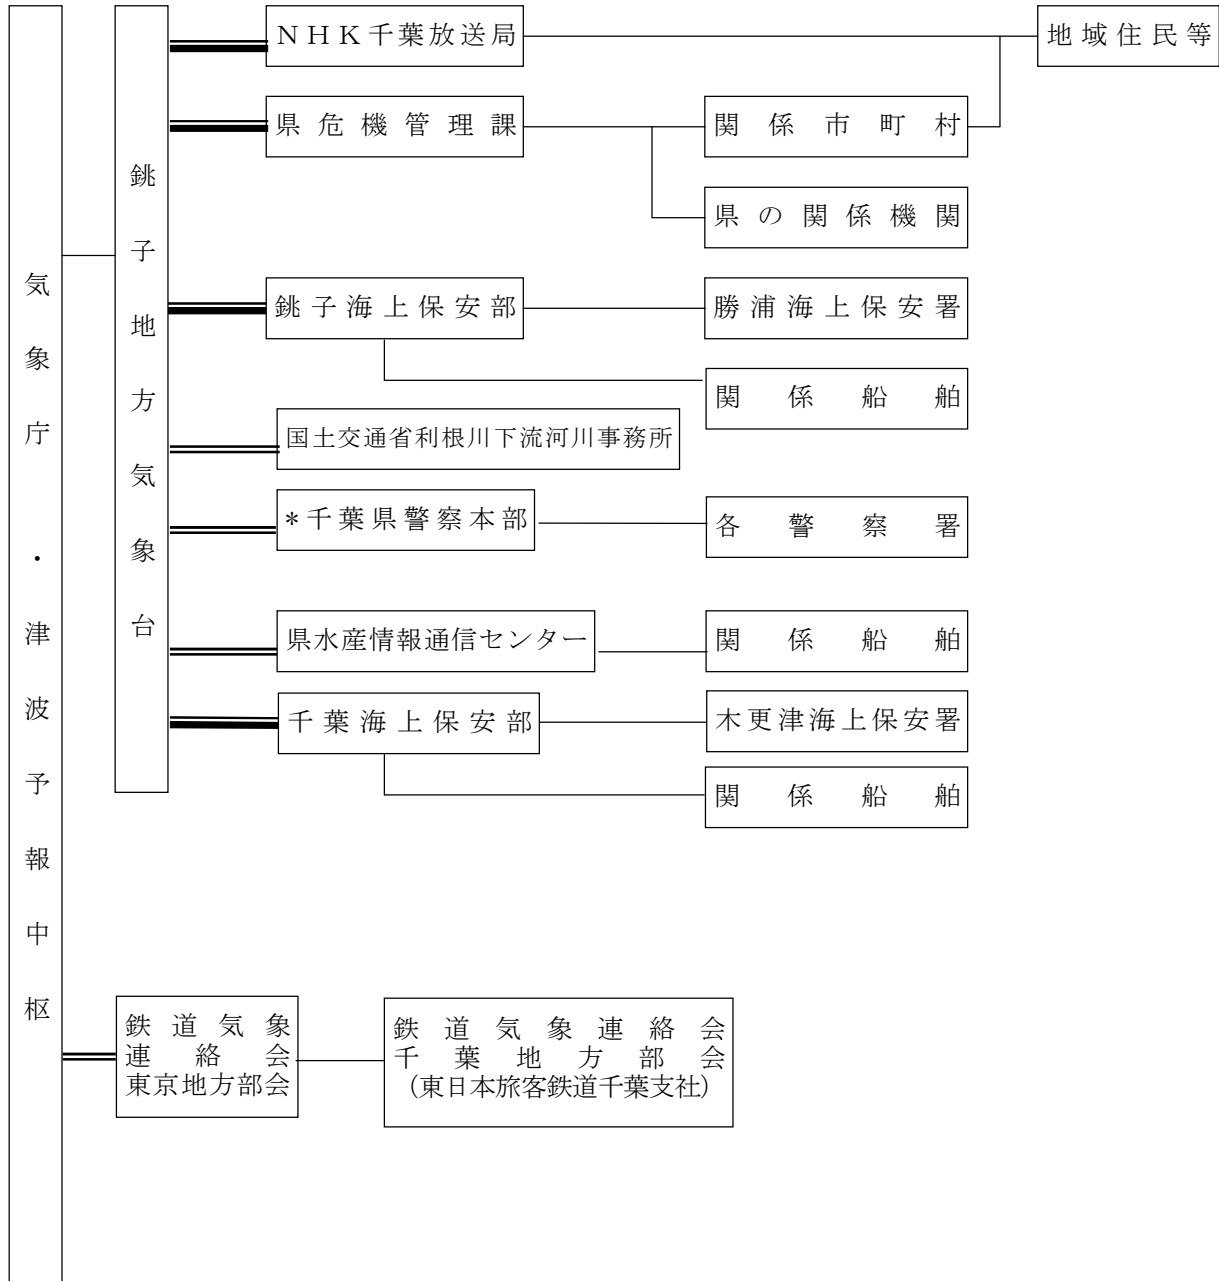 気象庁・津波予報中枢
銚子地方気象台
NHK千葉放送局
地域住民等
県危機管理課
関係市町村
県の関係機関
銚子海上保安部
勝浦海上保安署
関係船舶
国土交通省利根川下流河川事務所
*千葉県警察本部
各警察署
県水産情報通信センター
関係船舶
千葉海上保安部
木更津海上保安署
関係船舶
鉄道気象
連絡会
東京地方部会
鉄道気象連絡会
千葉地方部会
（東日本旅客鉄道千葉支社）